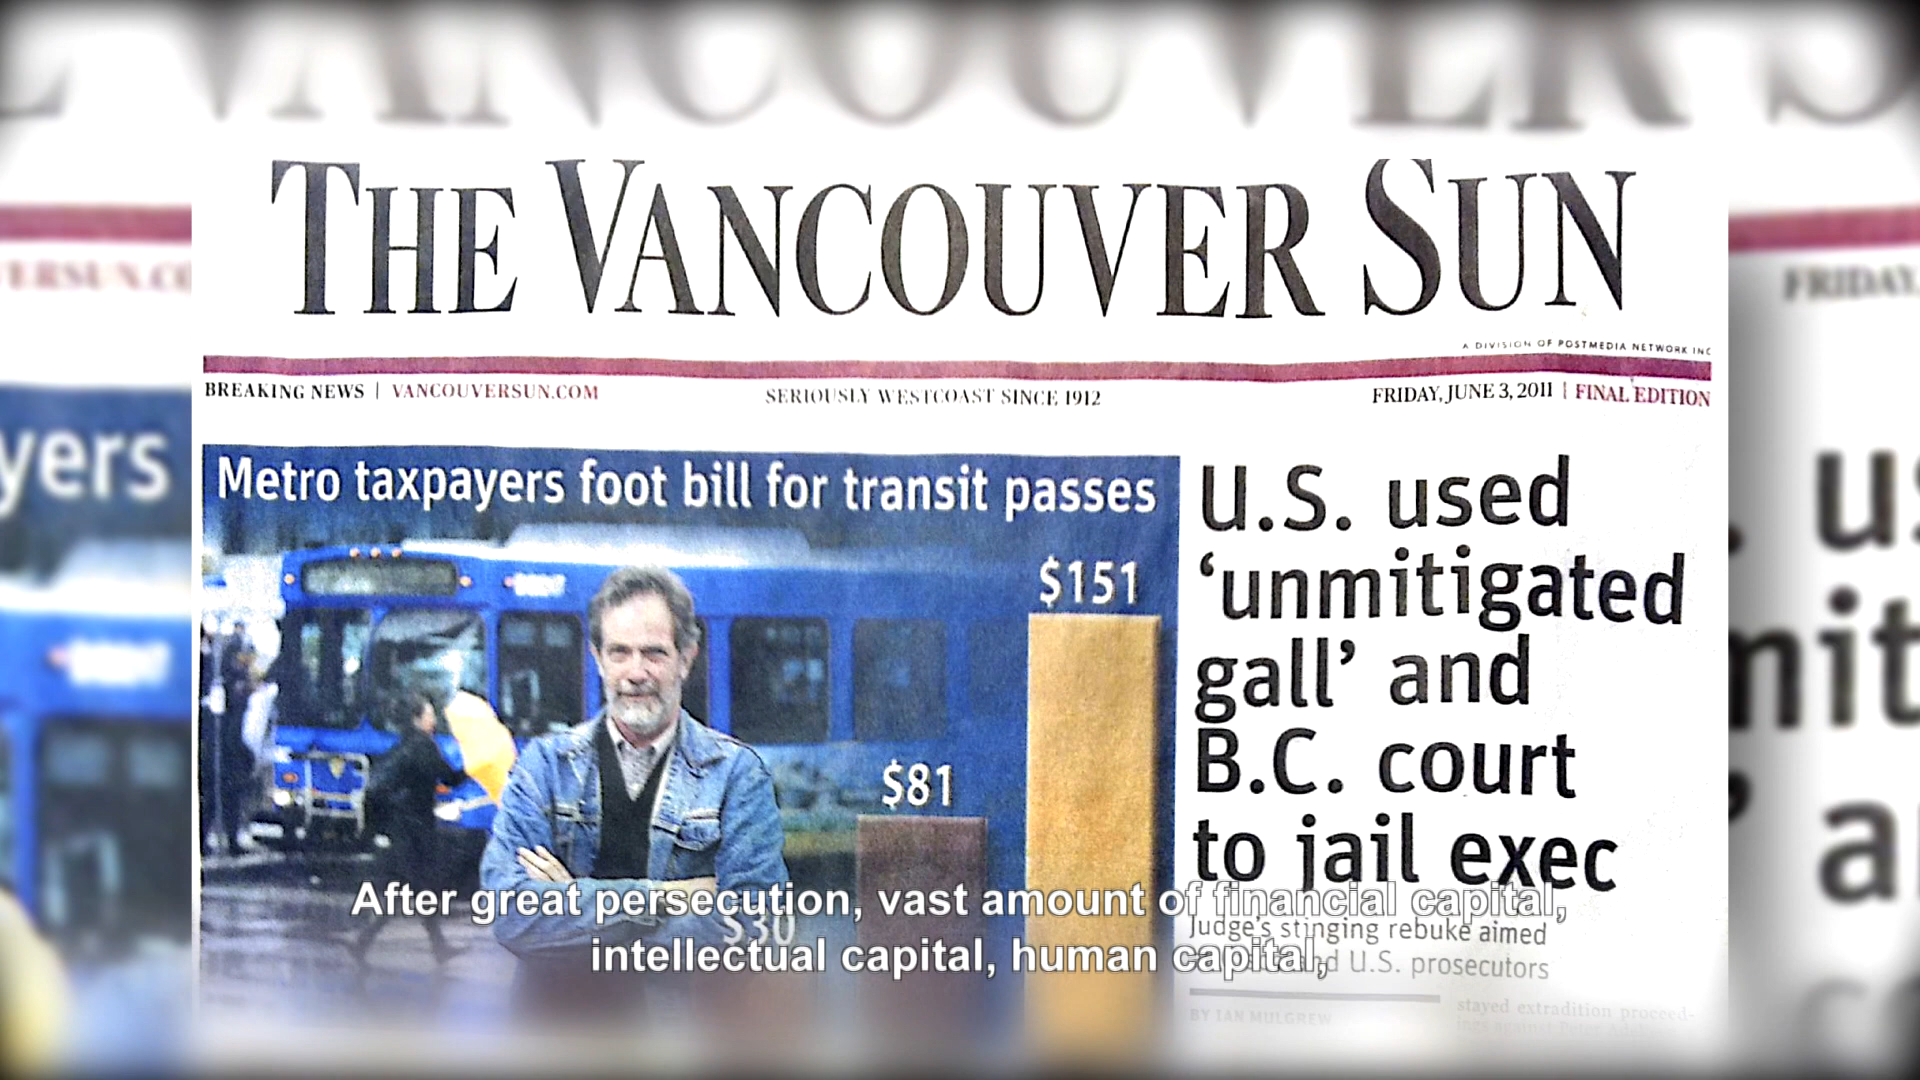 THE VANCOUVER SUN
A DIVISION OF POSTMEDIA NETWORK INC
BREAKING NEWS | VANCOUVERSUN.COM
SERIOUSLY WESTCOAST SINCE 1912
FRIDAY, JUNE 3, 2011 | FINAL EDITION
Metro taxpayers foot bill for transit passes
$151
$81
$30
U.S. used
‘unmitigated
gall’ and
B.C. court
to jail exec
Judge's stinging rebuke aimed
U.S. prosecutors
BY IAN MULGREW
stayed extradition proceed-
ings against Peter
After great persecution, vast amount of financial capital,
intellectual capital, human capital,